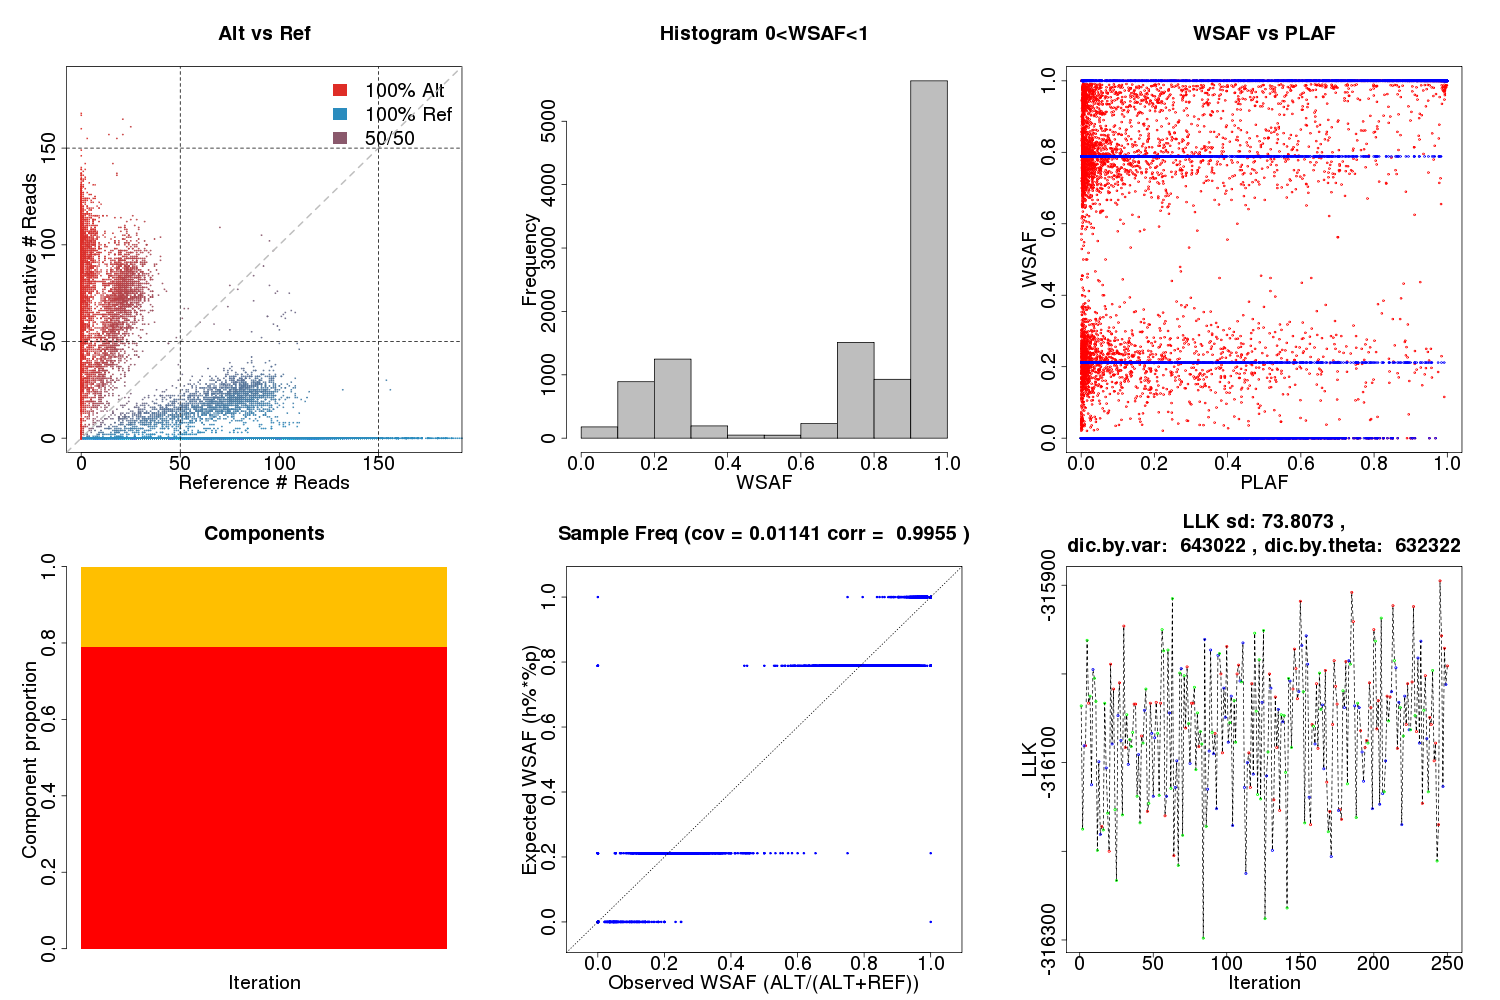 Alt vs Ref
100% Alt
100% Ref
50/50
Alternative # Reads
0
50
100
150
0
50
100
150
Reference # Reads
Histogram 0<WSAF<1
Frequency
0
1000
2000
3000
4000
5000
0.0
0.2
0.4
0.6
0.8
1.0
WSAF
WSAF vs PLAF
WSAF
0.0
0.2
0.4
0.6
0.8
1.0
0.0
0.2
0.4
0.6
0.8
1.0
PLAF
Components
Component proportion
0.0
0.2
0.4
0.6
0.8
1.0
Iteration
Sample Freq (cov = 0.01141 corr = 0.9955 )
Expected WSAF (h%*%p)
0.0
0.2
0.4
0.6
0.8
1.0
0.0
0.2
0.4
0.6
0.8
1.0
Observed WSAF (ALT/(ALT+REF))
LLK sd: 73.8073 ,
dic.by.var: 643022 , dic.by.theta: 632322
LLK
-316300
-316100
-315900
0
50
100
150
200
250
Iteration